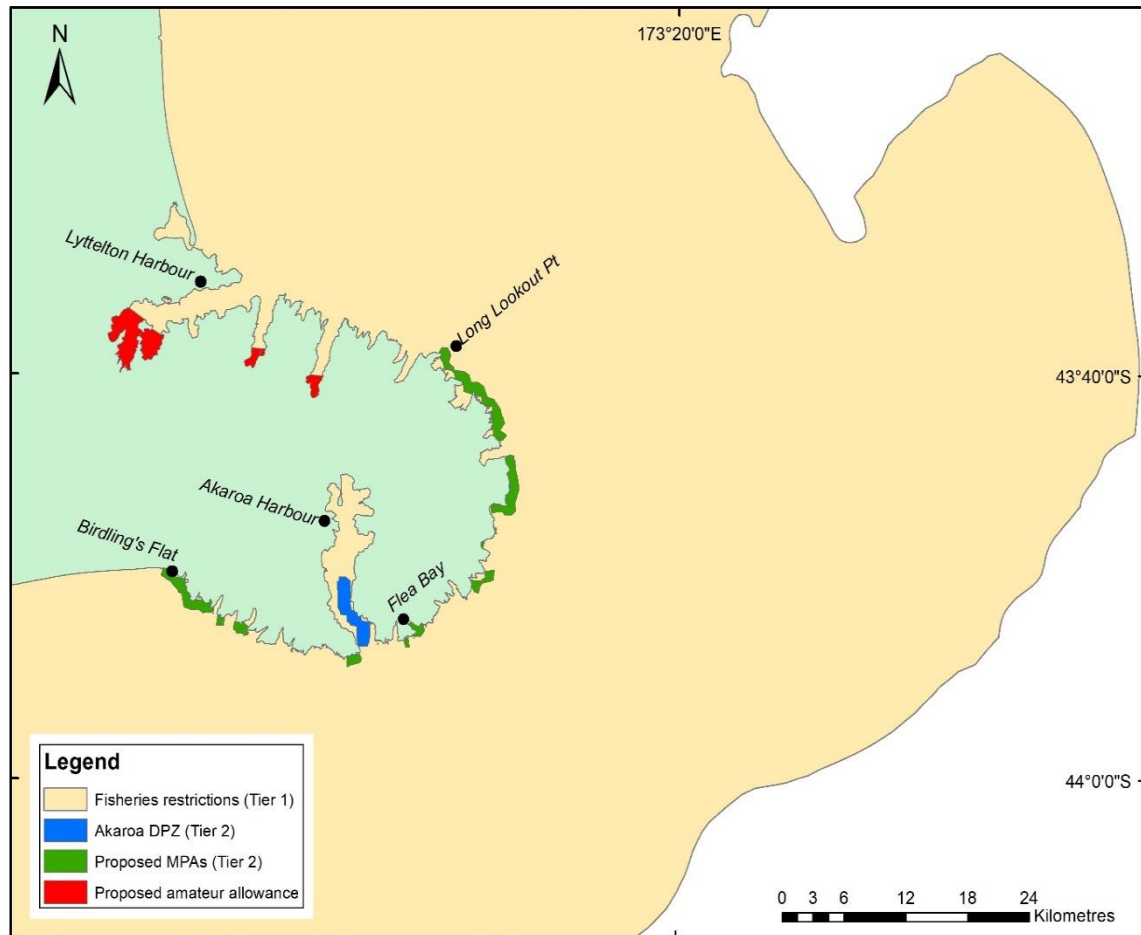 N
173°20'0"E
Lyttelton Harbour
Long Lookout Pt
43°40'0"S
Akaroa Harbour
Birdling's Flat
Flea Bay
44°0'0"S
Legend
Fisheries restrictions (Tier 1)
Akaroa DPZ (Tier 2)
Proposed MPAs (Tier 2)
Proposed amateur allowance
0 3 6 12 18 24
Kilometres